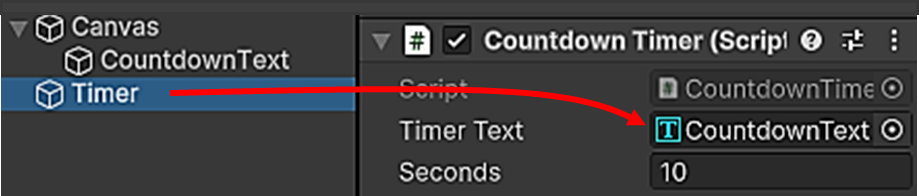 Canvas
CountdownText
Timer
# Countdown Timer (Script
Script # CountdownTime
Timer Text T CountdownText
Seconds 10